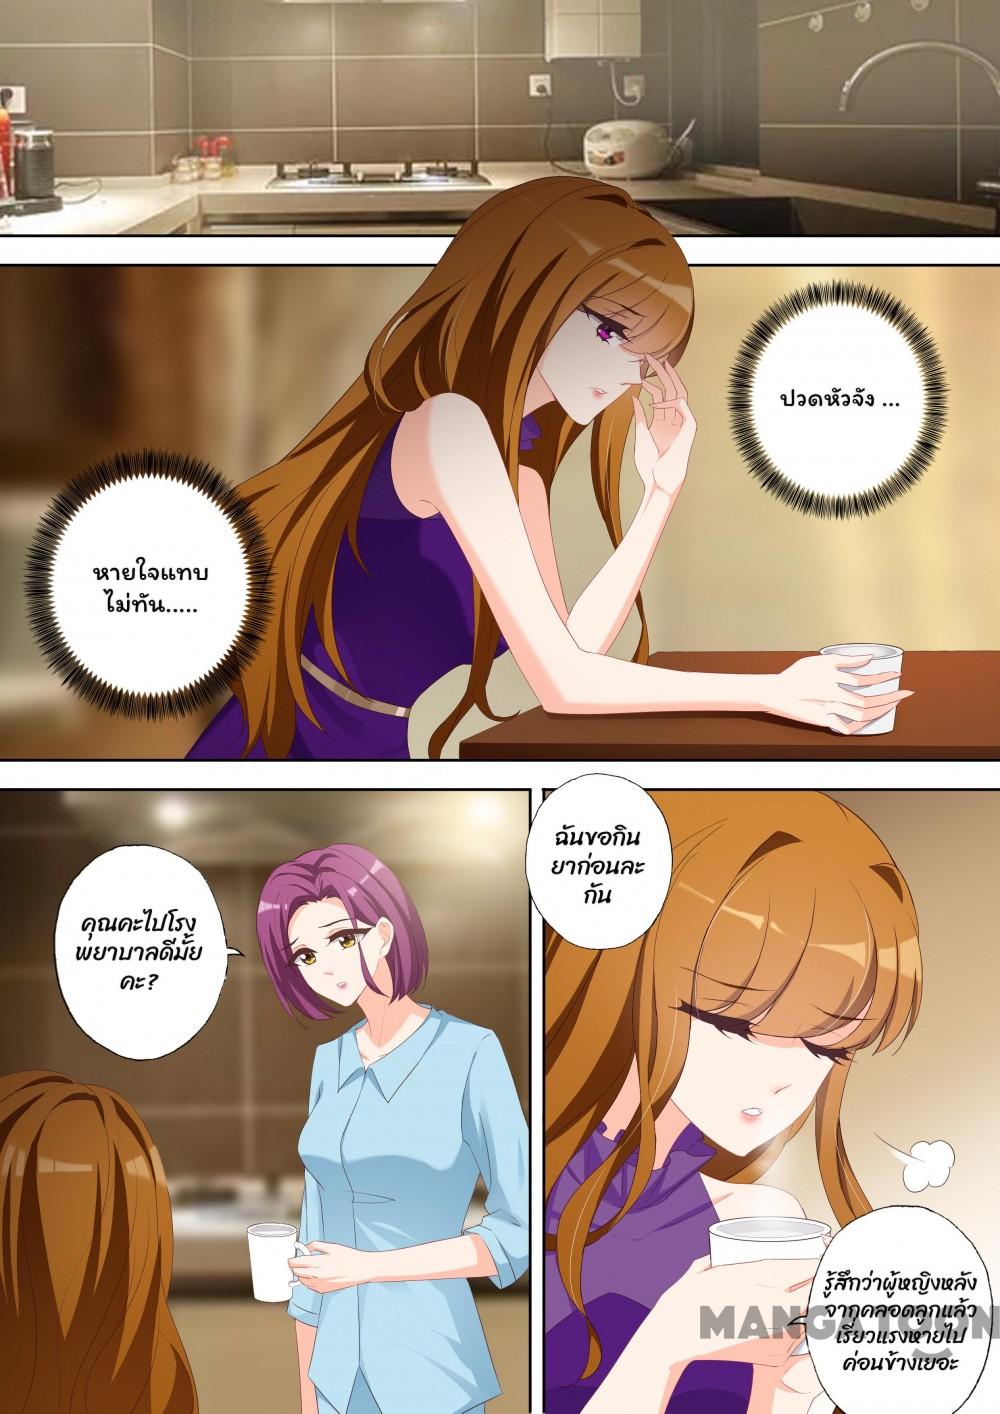 ปวดหัวจัง ...
หายใจแทบ
ไม่ทัน.....
คุณคะไปโรง
พยาบาลดีมั้ย
คะ?
ฉันขอกิน
ยาก่อนละ
กัน
รู้สึกว่าผู้หญิงหลัง
จากคลอดลูกแล้ว
เรี่ยวแรงหายไป
ค่อนข้างเยอะ
MANGATOON